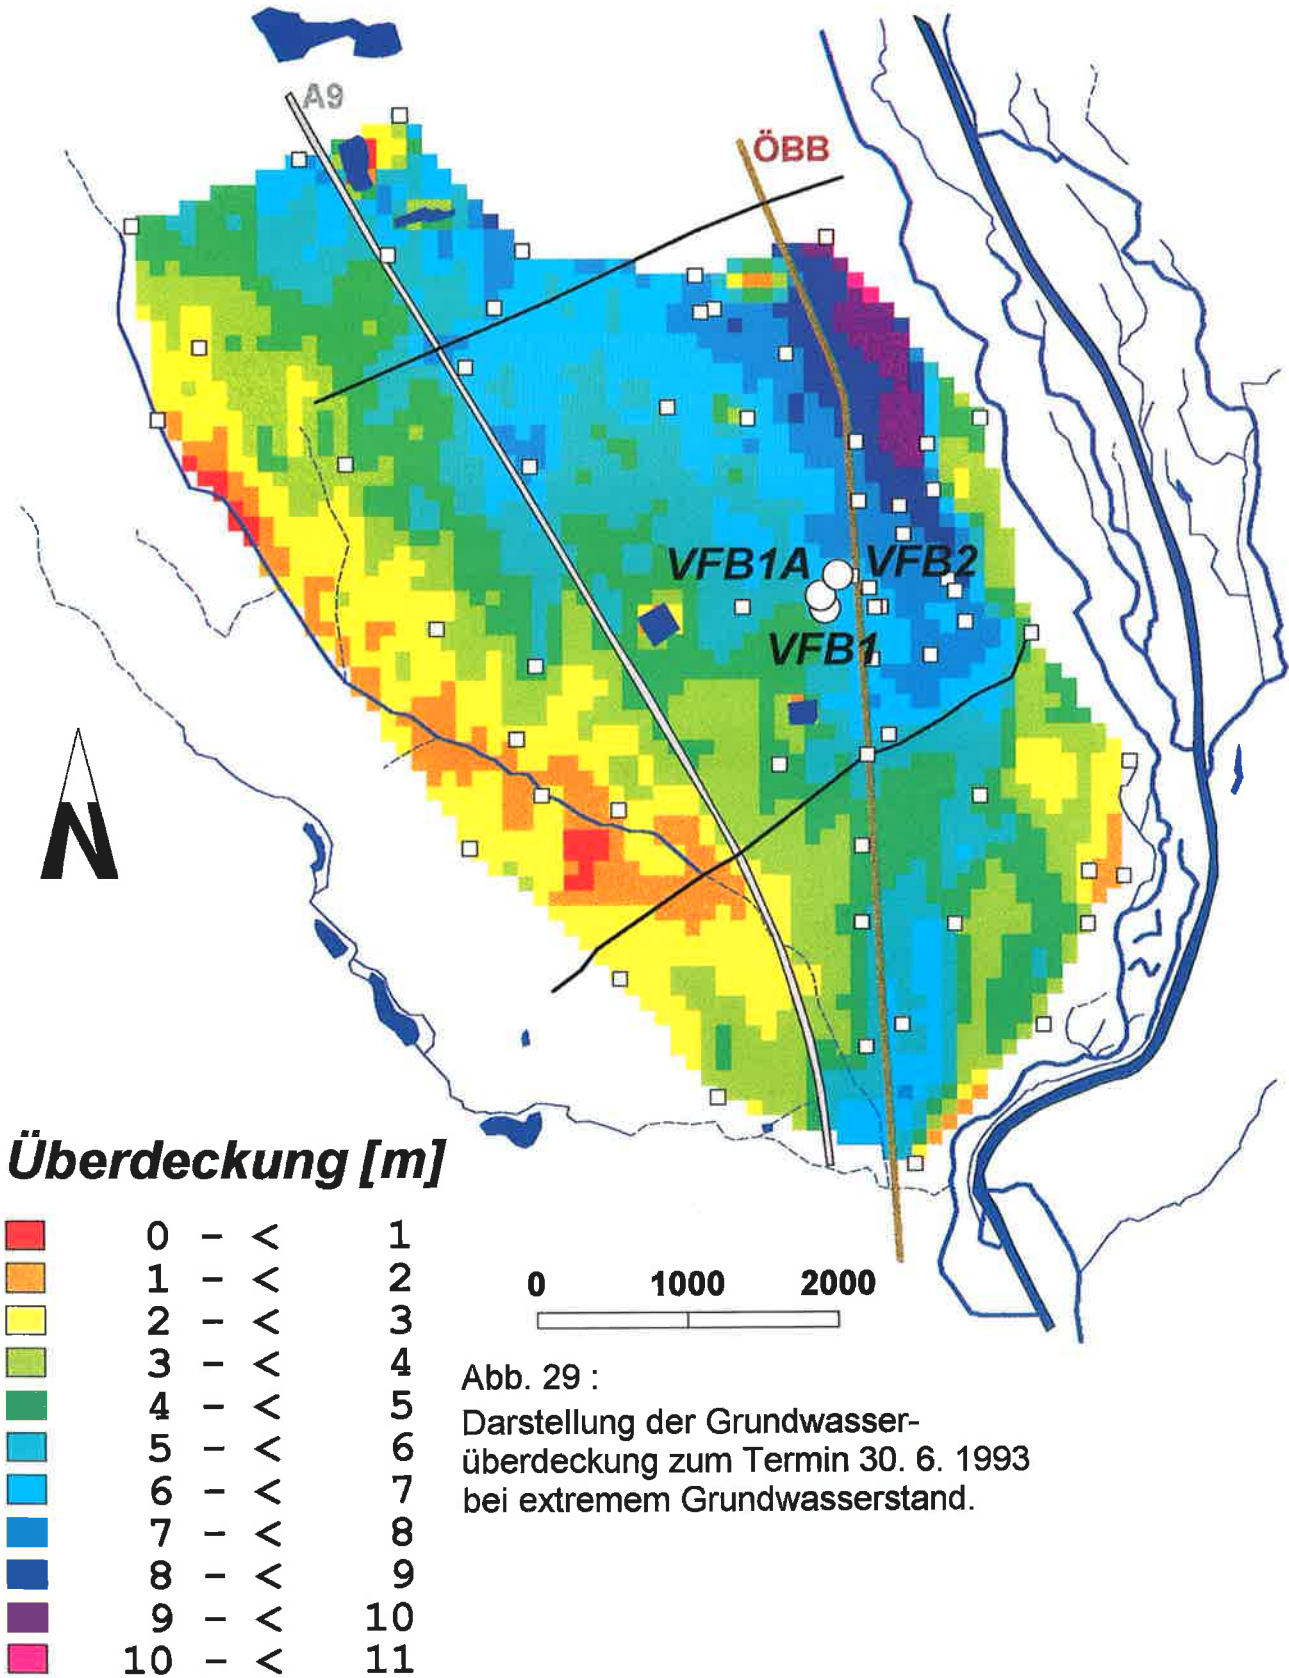 A9
ÖBB
VFB1A
VFB2
VFB1
N
Überdeckung [m]
0 - < 1
1 - < 2
2 - < 3
3 - < 4
4 - < 5
5 - < 6
6 - < 7
7 - < 8
8 - < 9
9 - < 10
10 - < 11
0 1000 2000
Abb. 29 :
Darstellung der Grundwasser-
überdeckung zum Termin 30. 6. 1993
bei extremem Grundwasserstand.